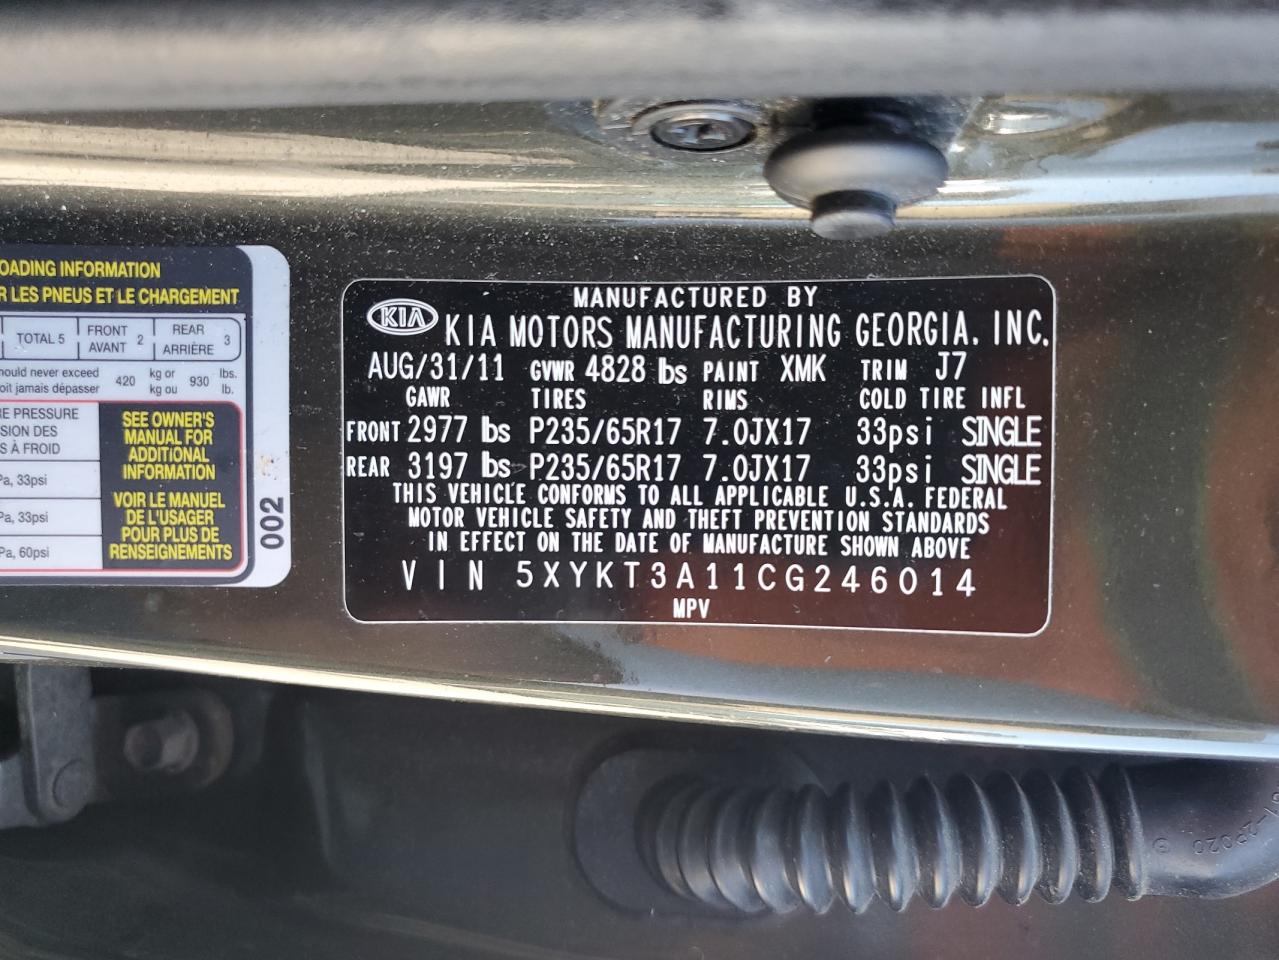 OADING INFORMATION
R LES PNEUS ET LE CHARGEMENT
TOTAL 5 FRONT AVANT 2 REAR ARRIÈRE 3
hould never exceed
oit jamais dépasser 420 kg or kg ou 930 lbs. lb.
RE PRESSURE
SION DES
S À FROID
Pa, 33psi
Pa, 33psi
Pa, 60psi
SEE OWNER'S
MANUAL FOR
ADDITIONAL
INFORMATION
VOIR LE MANUEL
DE L'USAGER
POUR PLUS DE
RENSEIGNEMENTS
002
MANUFACTURED BY
KIA KIA MOTORS MANUFACTURING GEORGIA. INC.
AUG/31/11 GVWR 4828 lbs PAINT XMK TRIM J7
GAWR TIRES RIMS COLD TIRE INFL
FRONT 2977 lbs P235/65R17 7.0JX17 33psi SINGLE
REAR 3197 lbs P235/65R17 7.0JX17 33psi SINGLE
THIS VEHICLE CONFORMS TO ALL APPLICABLE U.S.A. FEDERAL
MOTOR VEHICLE SAFETY AND THEFT PREVENTION STANDARDS
IN EFFECT ON THE DATE OF MANUFACTURE SHOWN ABOVE
VIN 5XYKT3A11CG246014
MPV